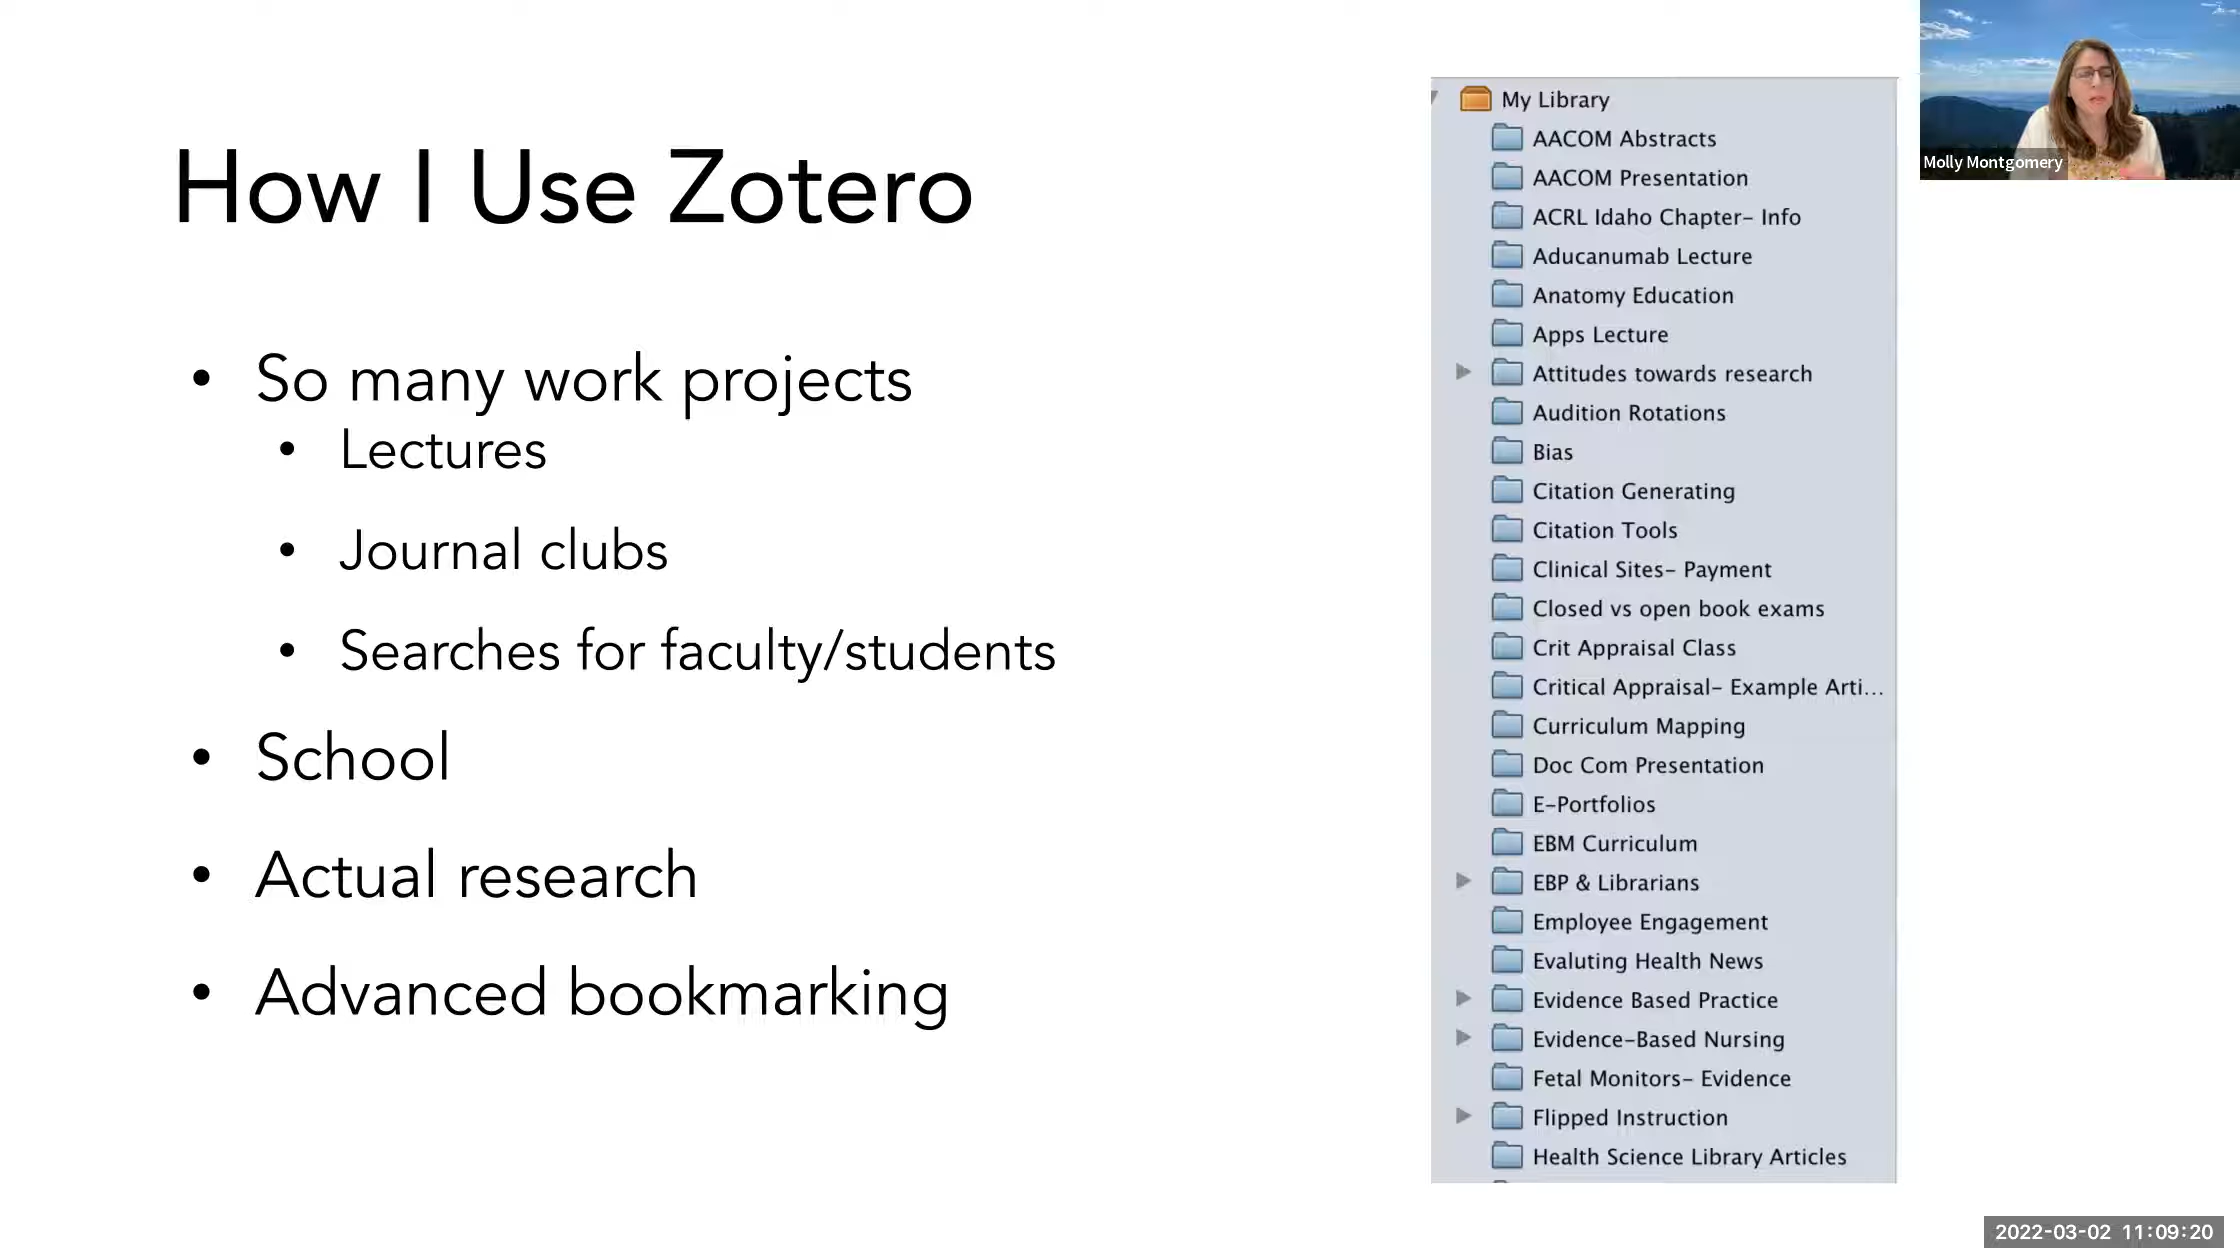 How I Use Zotero
• So many work projects
• Lectures
• Journal clubs
• Searches for faculty/students
• School
• Actual research
• Advanced bookmarking
My Library
AACOM Abstracts
AACOM Presentation
ACRL Idaho Chapter- Info
Aducanumab Lecture
Anatomy Education
Apps Lecture
Attitudes towards research
Audition Rotations
Bias
Citation Generating
Citation Tools
Clinical Sites- Payment
Closed vs open book exams
Crit Appraisal Class
Critical Appraisal- Example Arti...
Curriculum Mapping
Doc Com Presentation
E-Portfolios
EBM Curriculum
EBP & Librarians
Employee Engagement
Evaluting Health News
Evidence Based Practice
Evidence-Based Nursing
Fetal Monitors- Evidence
Flipped Instruction
Health Science Library Articles
Molly Montgomery
2022-03-02 11:09:20